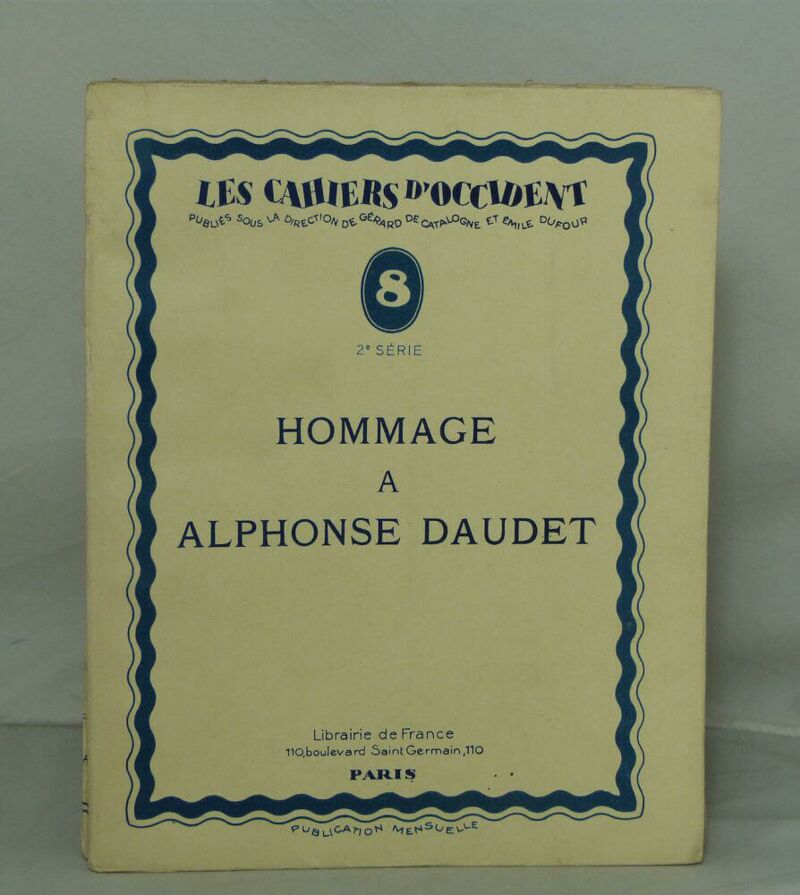 LES CAHIERS D'OCCIDENT
PUBLIÉS SOUS LA DIRECTION DE GÉRARD DE CATALOGNE ET ÉMILE DUFOUR
8
2e SÉRIE
HOMMAGE
A
ALPHONSE DAUDET
Librairie de France
110, boulevard Saint Germain, 110
PARIS
PUBLICATION MENSUELLE